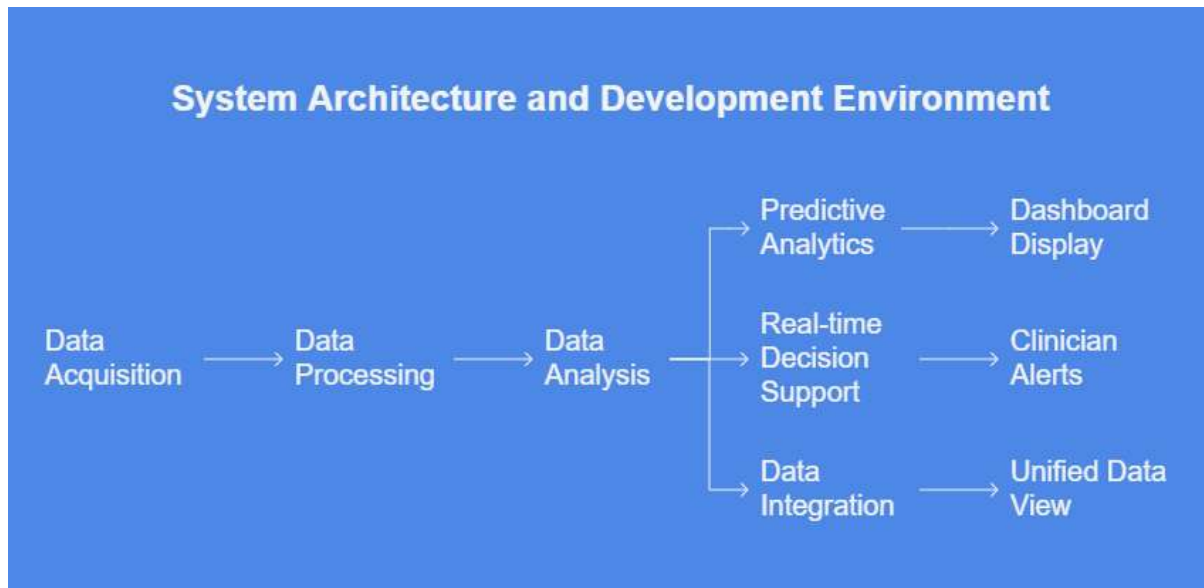 System Architecture and Development Environment
Predictive
Analytics
Dashboard
Display
Data
Acquisition
Data
Processing
Data
Analysis
Real-time
Decision
Support
Clinician
Alerts
Data
Integration
Unified Data
View